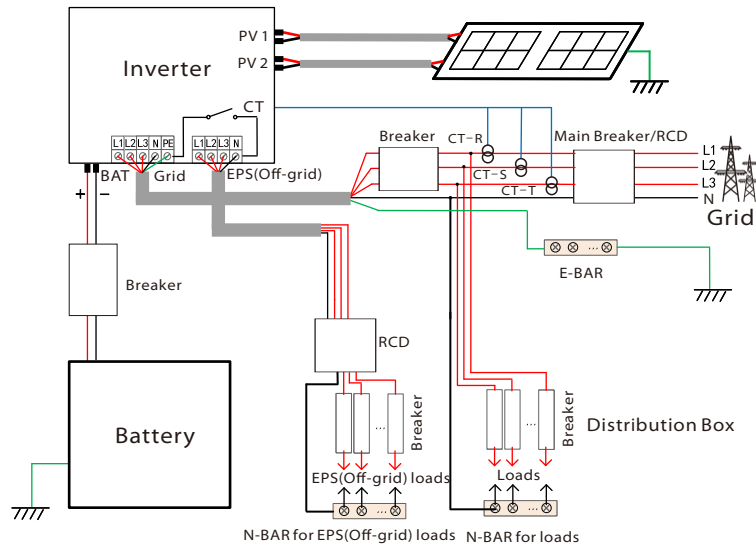 PV 1
PV 2
Inverter
CT
L1 L2 L3 N PE
L1 L2 L3 N
BAT
Grid
EPS(Off-grid)
+ −
Breaker
CT-R
CT-S
CT-T
Main Breaker/RCD
L1
L2
L3
N
Grid
E-BAR
Breaker
RCD
Battery
...
Breaker
...
Breaker
Distribution Box
EPS(Off-grid) loads
Loads
...
...
N-BAR for EPS(Off-grid) loads
N-BAR for loads